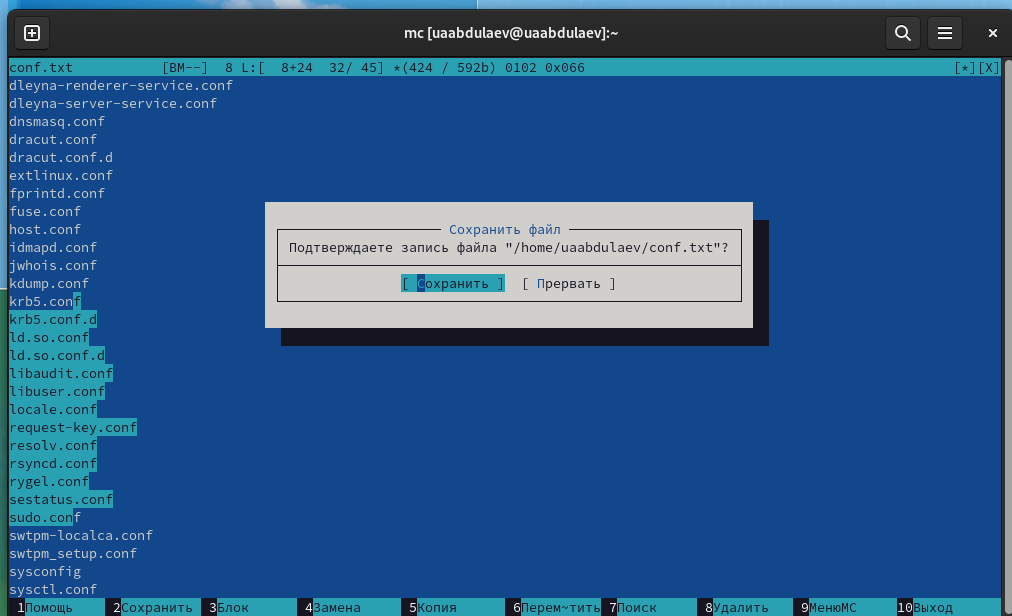 mc [uaabdulaev@uaabdulaev]:~
conf.txt [BM--] 8 L:[ 8+24 32/ 45] *(424 / 592b) 0102 0x066 [*][X]
dleyna-renderer-service.conf
dleyna-server-service.conf
dnsmasq.conf
dracut.conf
dracut.conf.d
extlinux.conf
fprintd.conf
fuse.conf
host.conf
idmapd.conf
jwhois.conf
kdump.conf
krb5.conf
krb5.conf.d
ld.so.conf
ld.so.conf.d
libaudit.conf
libuser.conf
locale.conf
request-key.conf
resolv.conf
rsyncd.conf
rygel.conf
sestatus.conf
sudo.conf
swtpm-localca.conf
swtpm_setup.conf
sysconfig
sysctl.conf
Сохранить файл
Подтверждаете запись файла "/home/uaabdulaev/conf.txt"?
[ Сохранить ] [ Прервать ]
1Помощь 2Сохранить 3Блок 4Замена 5Копия 6Перем~тить 7Поиск 8Удалить 9МенюMC 10Выход